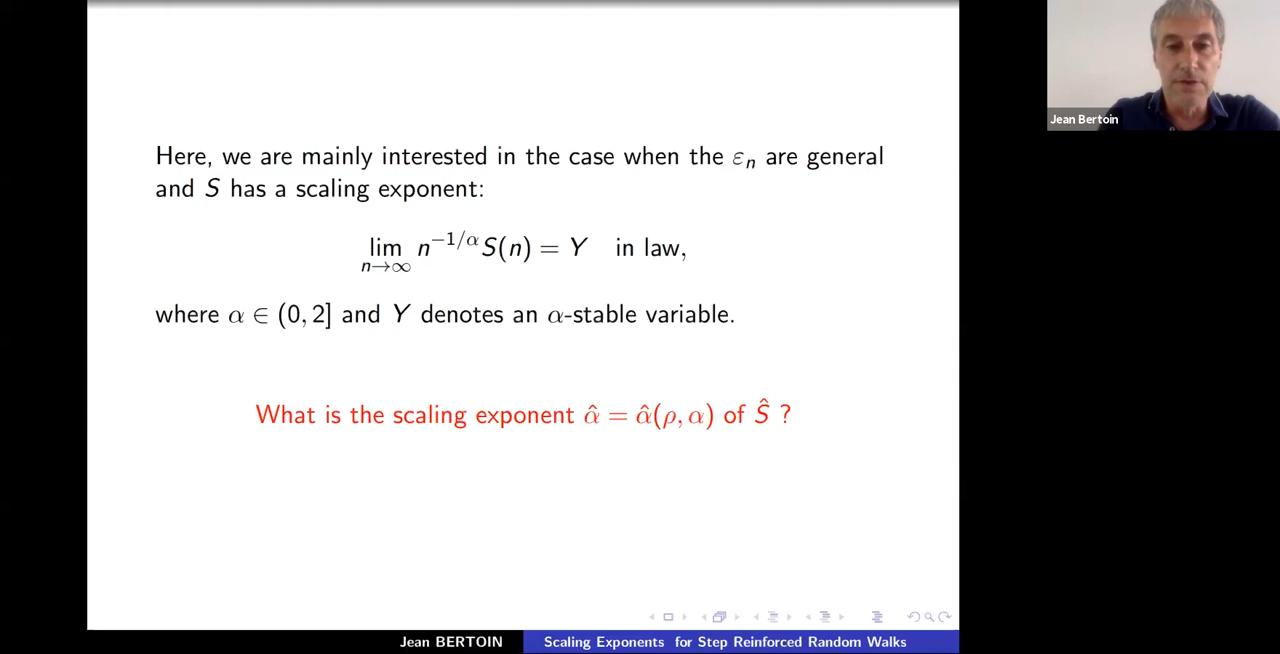 Here, we are mainly interested in the case when the εₙ are general
and S has a scaling exponent:
lim n→∞ n^{-1/α} S(n) = Y in law,
where α ∈ (0, 2] and Y denotes an α-stable variable.
What is the scaling exponent α̂ = α̂(ρ, α) of Ŝ ?
Jean BERTOIN
Scaling Exponents for Step Reinforced Random Walks
Jean Bertoin